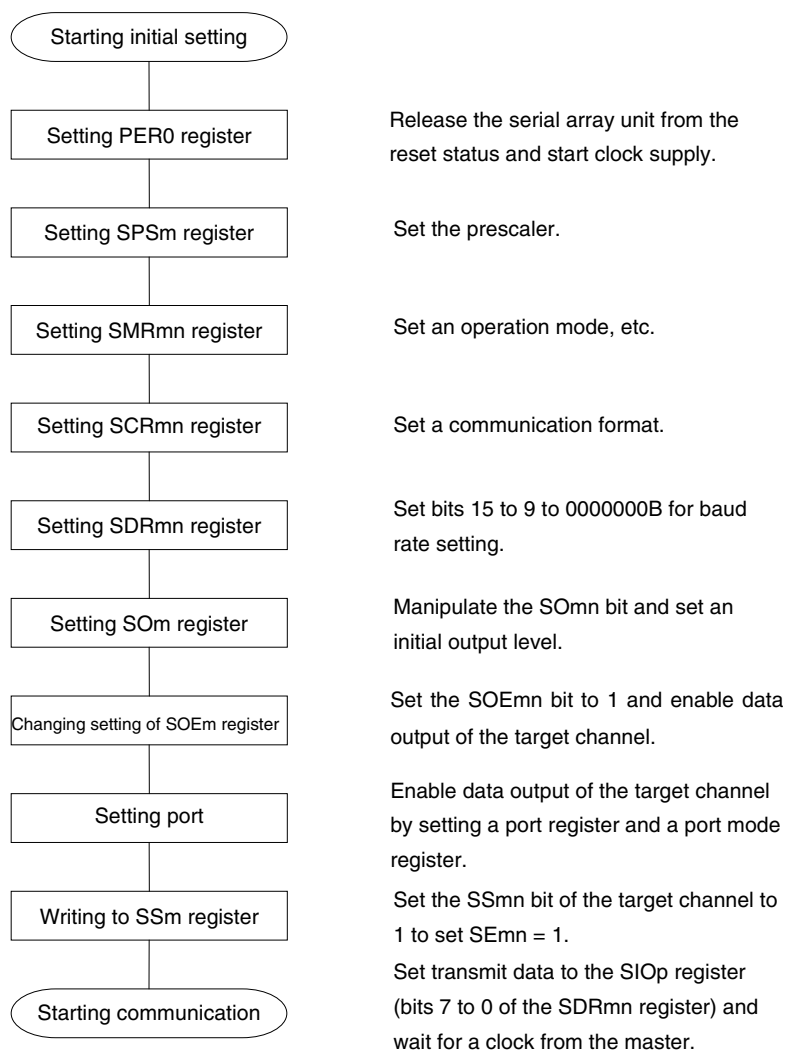 Starting initial setting
Setting PER0 register
Release the serial array unit from the
reset status and start clock supply.
Setting SPSm register
Set the prescaler.
Setting SMRmn register
Set an operation mode, etc.
Setting SCRmn register
Set a communication format.
Setting SDRmn register
Set bits 15 to 9 to 0000000B for baud
rate setting.
Setting SOm register
Manipulate the SOmn bit and set an
initial output level.
Changing setting of SOEm register
Set the SOEmn bit to 1 and enable data
output of the target channel.
Setting port
Enable data output of the target channel
by setting a port register and a port mode
register.
Writing to SSm register
Set the SSmn bit of the target channel to
1 to set SEmn = 1.
Starting communication
Set transmit data to the SIOp register
(bits 7 to 0 of the SDRmn register) and
wait for a clock from the master.